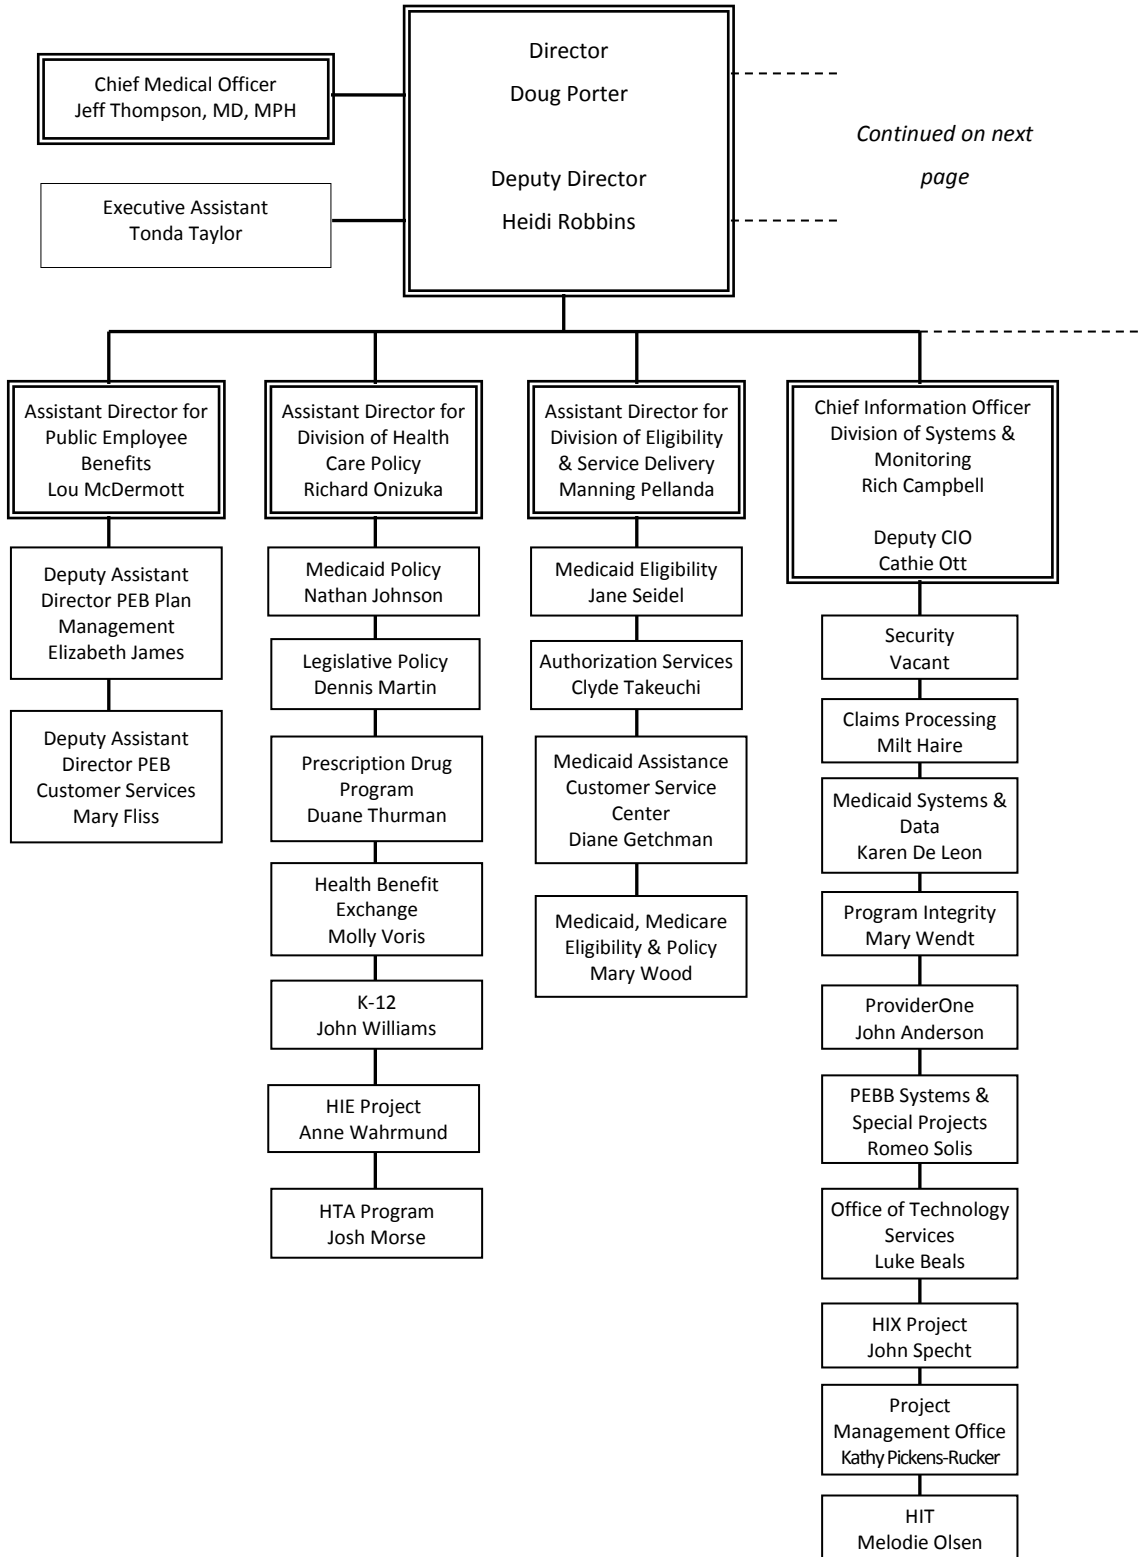 Director
Doug Porter
Deputy Director
Heidi Robbins
Chief Medical Officer
Jeff Thompson, MD, MPH
Executive Assistant
Tonda Taylor
Continued on next
page
Assistant Director for
Public Employee
Benefits
Lou McDermott
Deputy Assistant
Director PEB Plan
Management
Elizabeth James
Deputy Assistant
Director PEB
Customer Services
Mary Fliss
Assistant Director for
Division of Health
Care Policy
Richard Onizuka
Medicaid Policy
Nathan Johnson
Legislative Policy
Dennis Martin
Prescription Drug
Program
Duane Thurman
Health Benefit
Exchange
Molly Voris
K-12
John Williams
HIE Project
Anne Wahrmund
HTA Program
Josh Morse
Assistant Director for
Division of Eligibility
& Service Delivery
Manning Pellanda
Medicaid Eligibility
Jane Seidel
Authorization Services
Clyde Takeuchi
Medicaid Assistance
Customer Service
Center
Diane Getchman
Medicaid, Medicare
Eligibility & Policy
Mary Wood
Chief Information Officer
Division of Systems &
Monitoring
Rich Campbell
Deputy CIO
Cathie Ott
Security
Vacant
Claims Processing
Milt Haire
Medicaid Systems &
Data
Karen De Leon
Program Integrity
Mary Wendt
ProviderOne
John Anderson
PEBB Systems &
Special Projects
Romeo Solis
Office of Technology
Services
Luke Beals
HIX Project
John Specht
Project
Management Office
Kathy Pickens-Rucker
HIT
Melodie Olsen